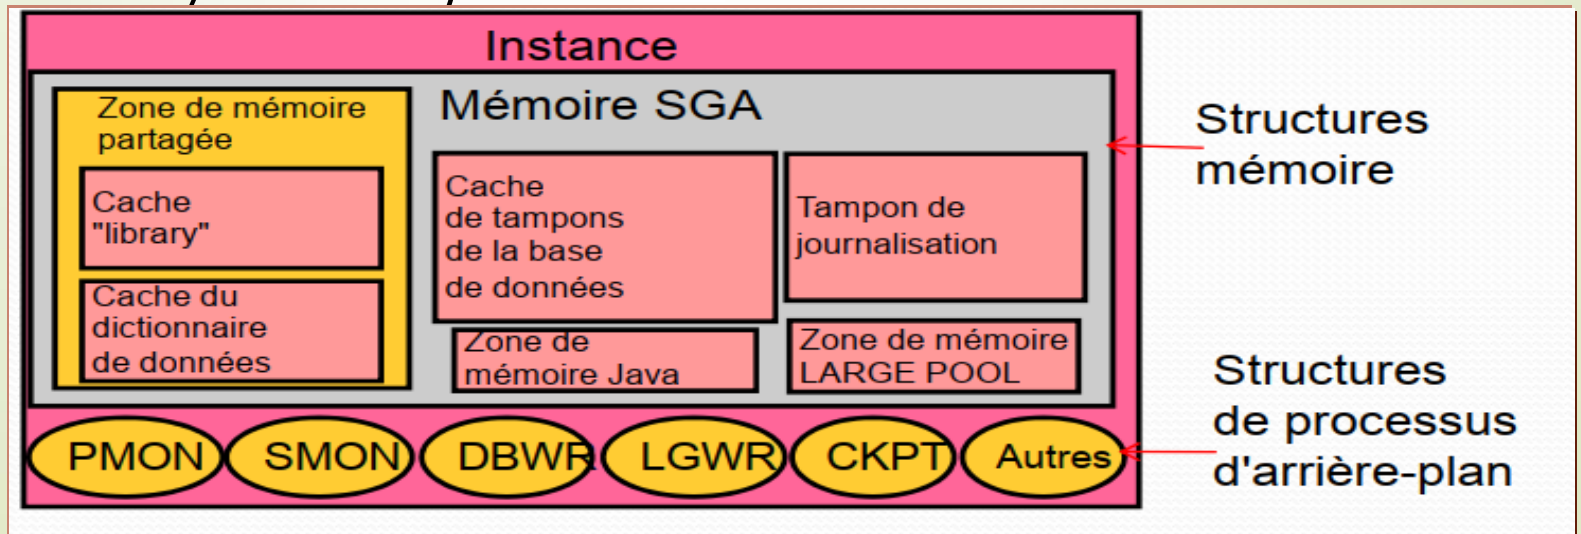 Instance
Mémoire SGA
Zone de mémoire
partagée
Cache
"library"
Cache du
dictionnaire
de données
Cache
de tampons
de la base
de données
Tampon de
journalisation
Zone de
mémoire Java
Zone de mémoire
LARGE POOL
PMON
SMON
DBWR
LGWR
CKPT
Autres
Structures
mémoire
Structures
de processus
d'arrière-plan